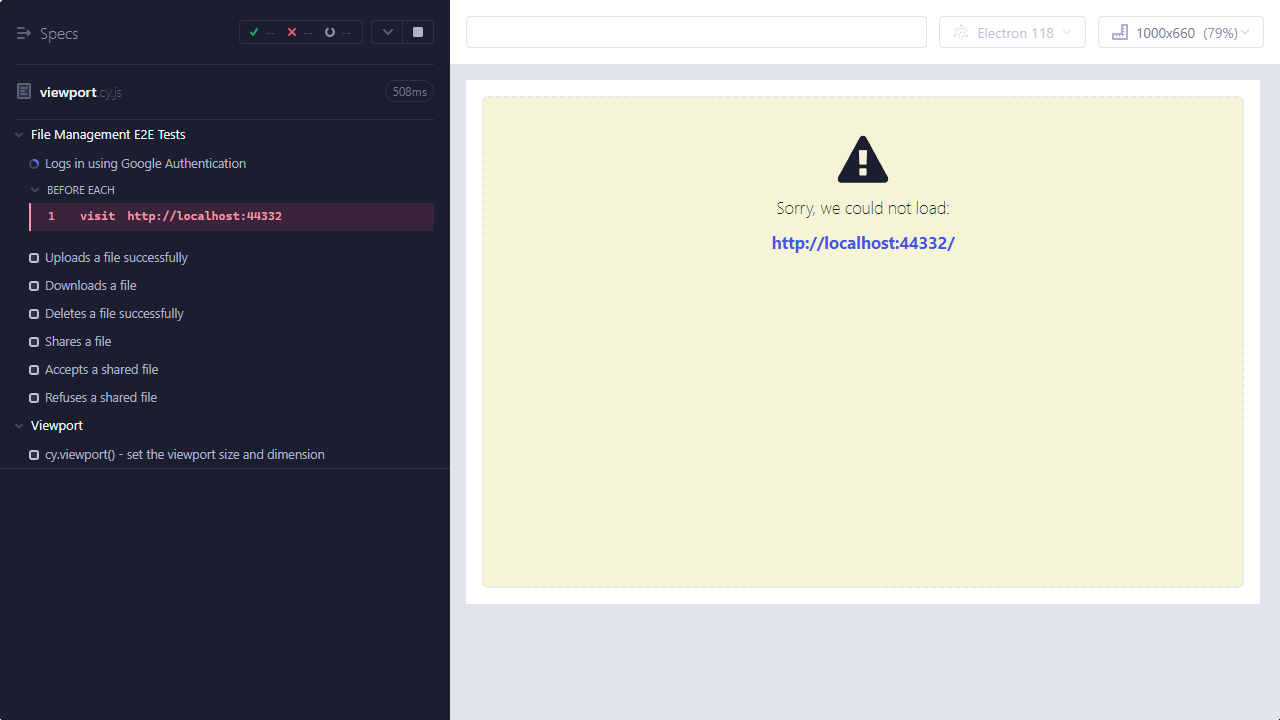 Specs
-- -- --
Electron 118
1000x660 (79%)
viewport.cy.js
508ms
File Management E2E Tests
Logs in using Google Authentication
BEFORE EACH
1 visit http://localhost:44332
Uploads a file successfully
Downloads a file
Deletes a file successfully
Shares a file
Accepts a shared file
Refuses a shared file
Viewport
cy.viewport() - set the viewport size and dimension
Sorry, we could not load:
http://localhost:44332/